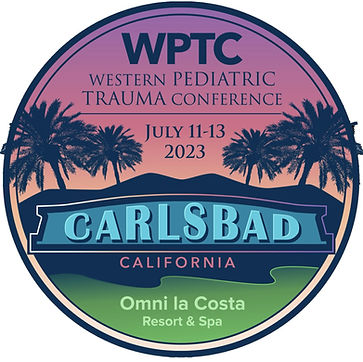 WPTC
WESTERN PEDIATRIC
TRAUMA CONFERENCE
JULY 11-13
2023
CARLSBAD
CALIFORNIA
Omni la Costa
Resort & Spa